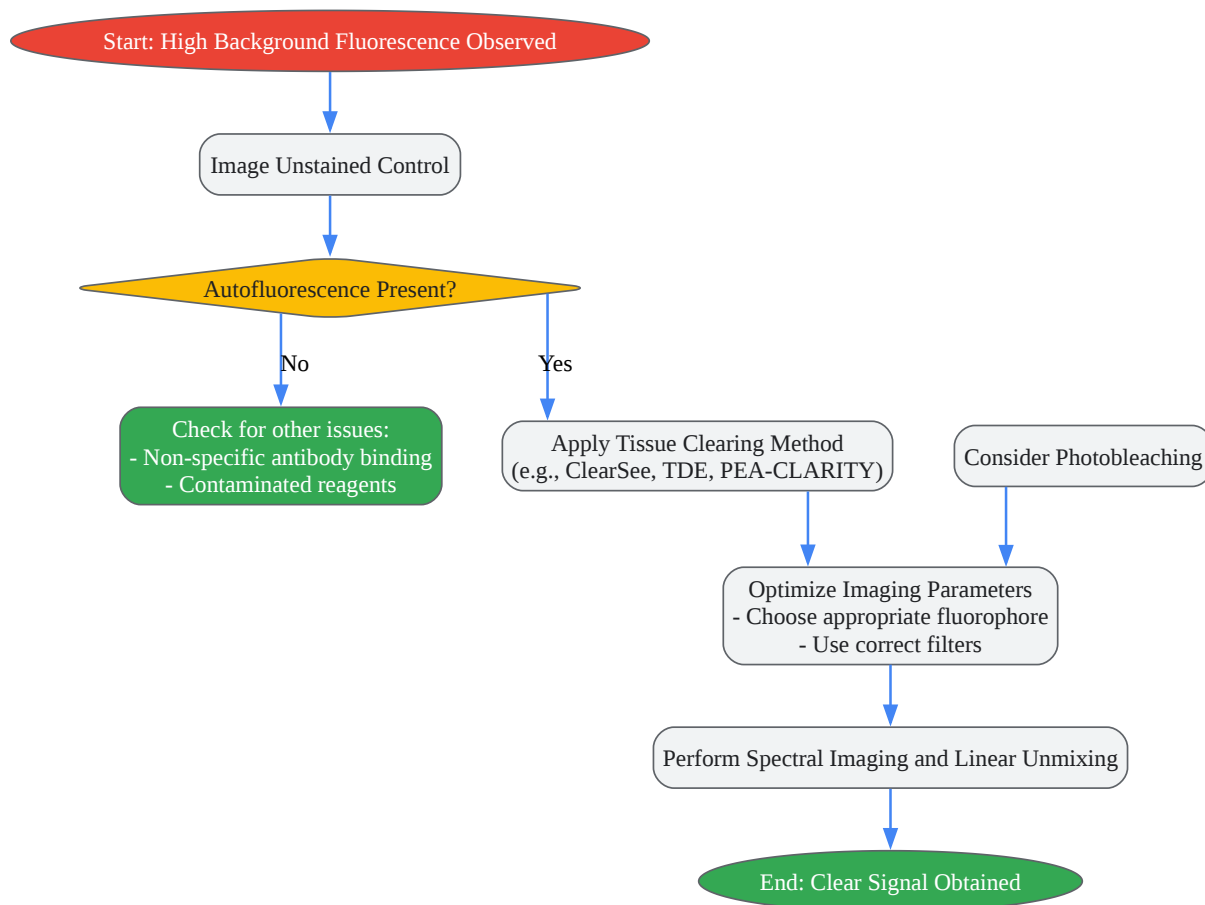 Start: High Background Fluorescence Observed
Image Unstained Control
Autofluorescence Present?
No
Yes
Check for other issues:
- Non-specific antibody binding
- Contaminated reagents
Apply Tissue Clearing Method
(e.g., ClearSee, TDE, PEA-CLARITY)
Consider Photobleaching
Optimize Imaging Parameters
- Choose appropriate fluorophore
- Use correct filters
Perform Spectral Imaging and Linear Unmixing
End: Clear Signal Obtained